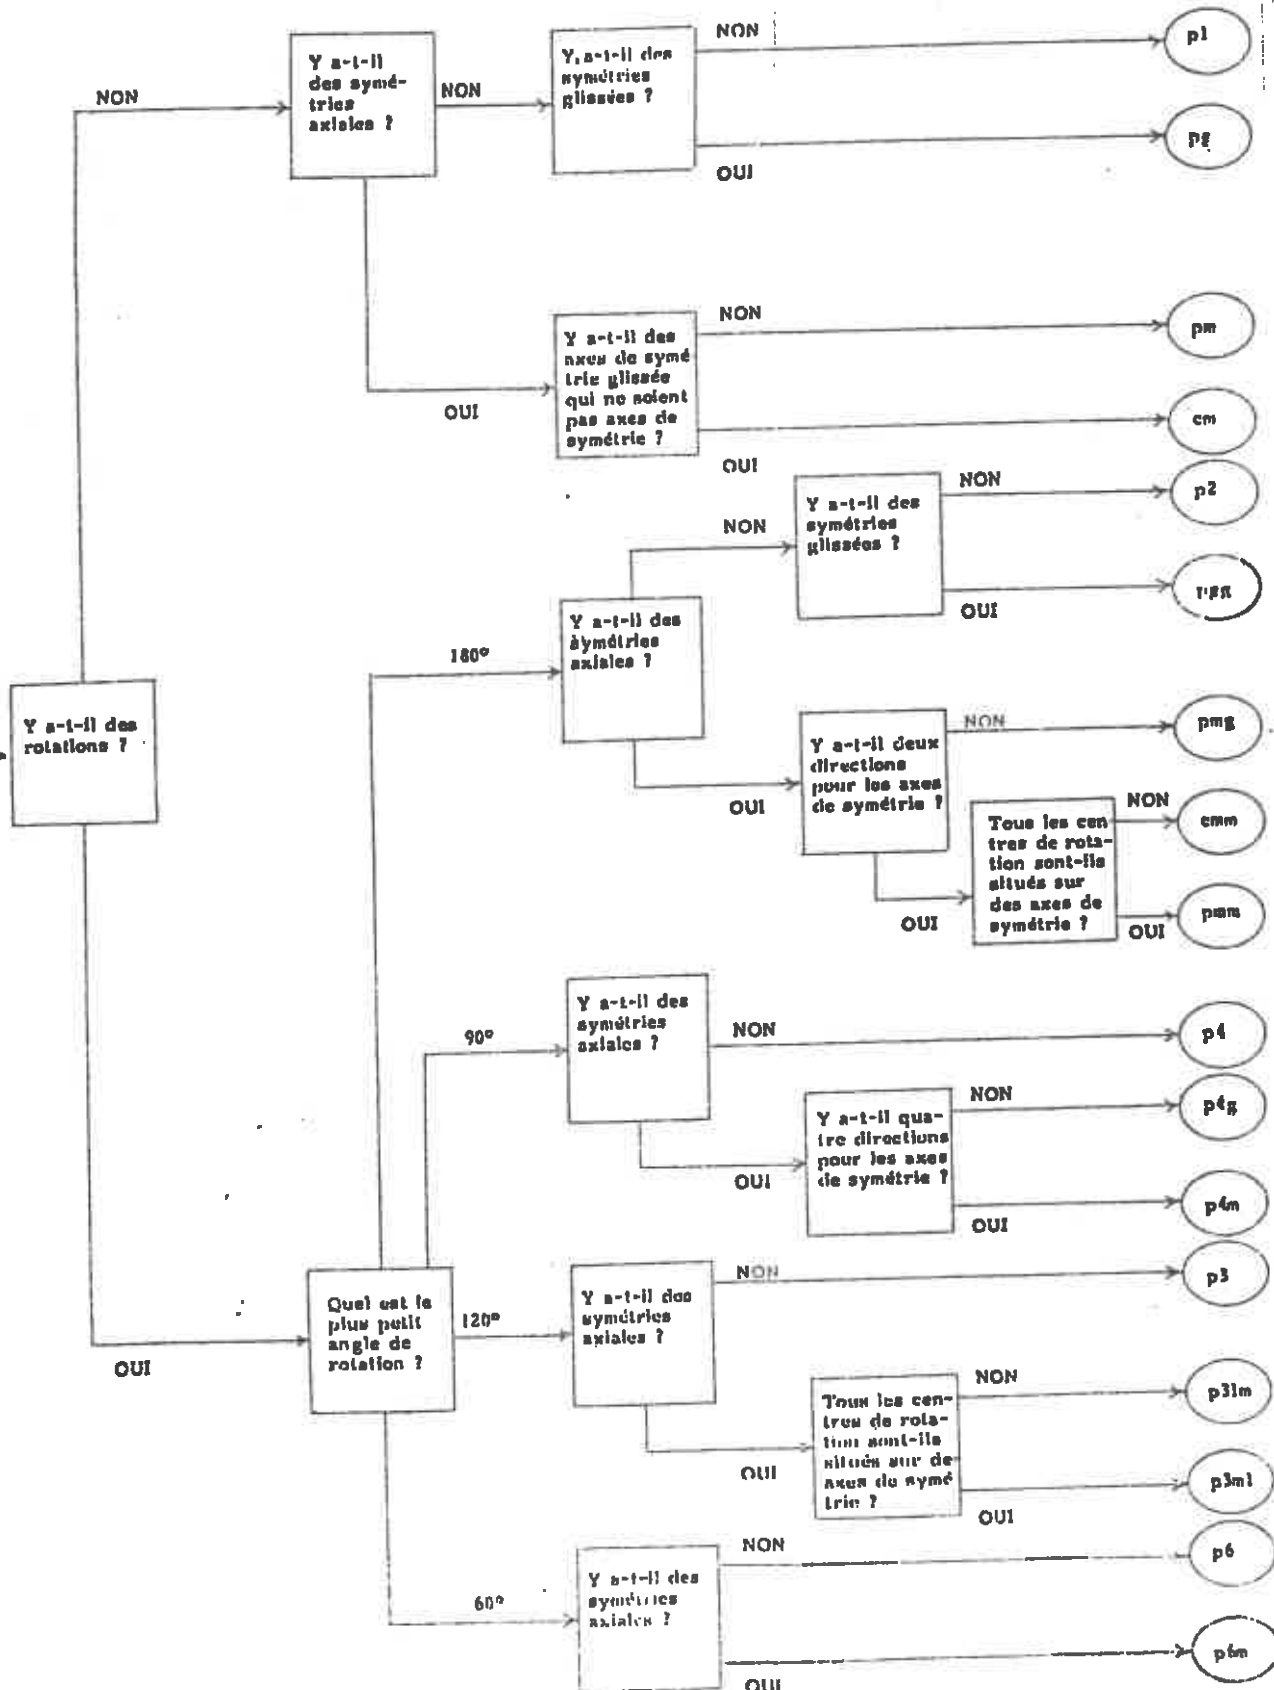 Y a-t-il
des symé-
tries
axiales ?
NON
NON
Y a-t-il des
symétries
glissées ?
NON
p1
OUI
pg
OUI
Y a-t-il des
axes de symé
trie glissée
qui ne soient
pas axes de
symétrie ?
NON
pm
OUI
cm
Y a-t-il des
rotations ?
180°
Y a-t-il des
symétries
axiales ?
NON
Y a-t-il des
symétries
glissées ?
NON
p2
OUI
pgg
OUI
Y a-t-il deux
directions
pour les axes
de symétrie ?
NON
pmg
OUI
Tous les cen
tres de rota-
tion sont-ils
situés sur
des axes de
symétrie ?
NON
cmm
OUI
pmm
90°
Y a-t-il des
symétries
axiales ?
NON
p4
OUI
Y a-t-il qua-
tre directions
pour les axes
de symétrie ?
NON
p4g
OUI
p4m
OUI
Quel est le
plus petit
angle de
rotation ?
120°
Y a-t-il des
symétries
axiales ?
NON
p3
OUI
Tous les cen-
tres de rota-
tion sont-ils
situés sur de
axes de symé
trie ?
NON
p31m
OUI
p3m1
60°
Y a-t-il des
symétries
axiales ?
NON
p6
OUI
p6m